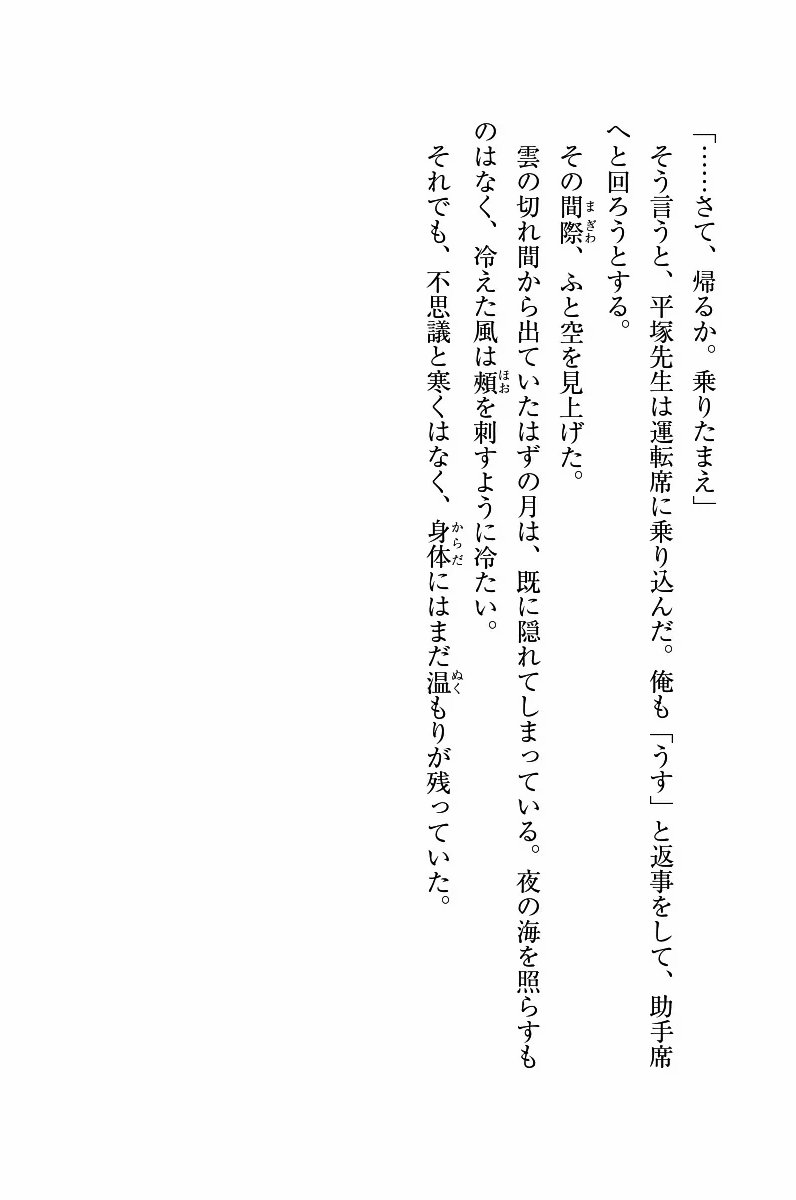 「……さて、帰るか。乗りたまえ」
そう言うと、平塚先生は運転席に乗り込んだ。俺も「うす」と返事をして、助手席
へと回ろうとする。
その間際、ふと空を見上げた。
雲の切れ間から出ていたはずの月は、既に隠れてしまっている。夜の海を照らすも
のはなく、冷えた風は頰を刺すように冷たい。
それでも、不思議と寒くはなく、身体にはまだ温もりが残っていた。